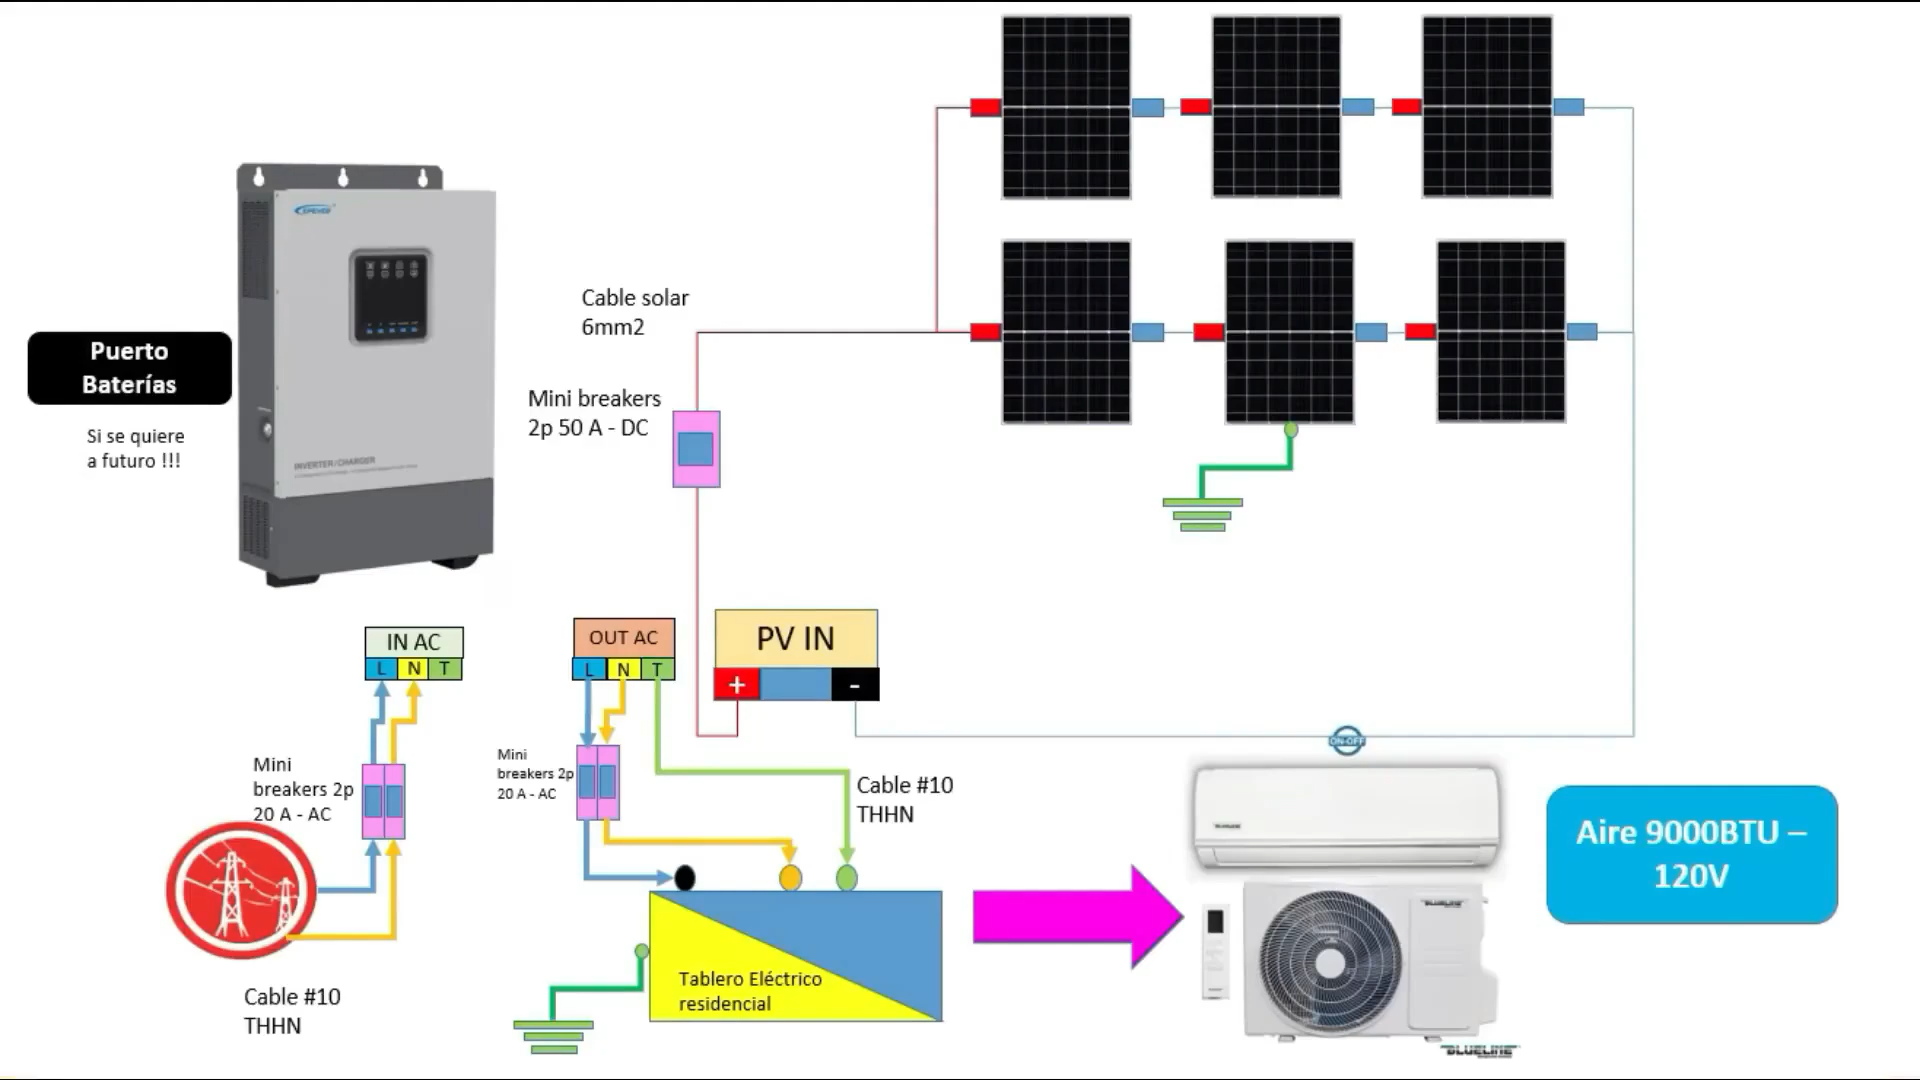 EPEVER
Puerto
Baterías
Si se quiere
a futuro !!!
INVERTER / CHARGER
Cable solar
6mm2
Mini breakers
2p 50 A - DC
IN AC
L N T
OUT AC
L N T
PV IN
+ -
Mini
breakers 2p
20 A - AC
Mini
breakers 2p
20 A - AC
Cable #10
THHN
Cable #10
THHN
Tablero Eléctrico
residencial
ON-OFF
Aire 9000BTU –
120V
BLUELINE
BLUELINE